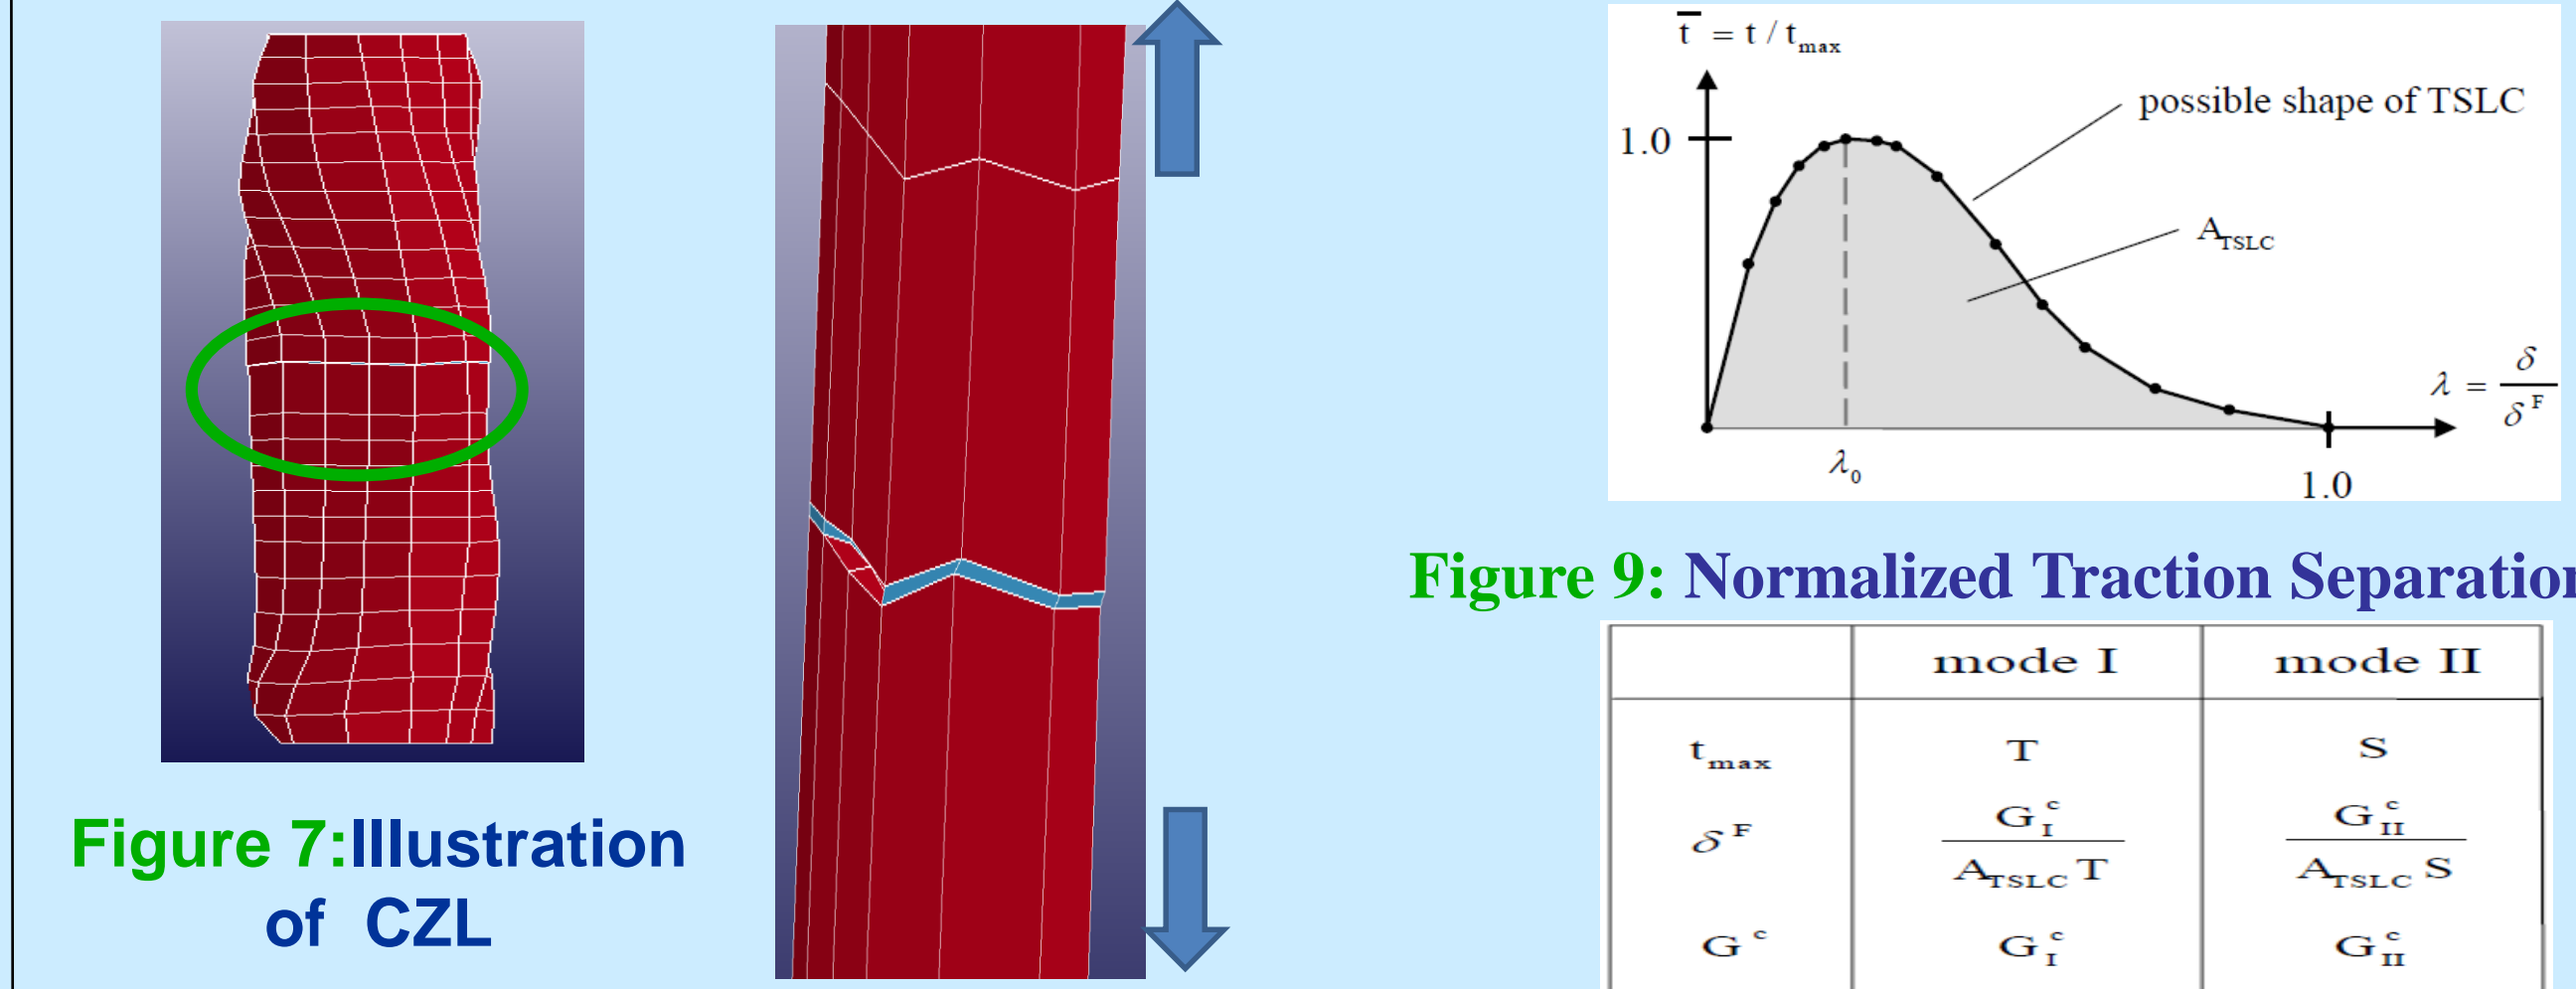 Figure 7:Illustration
of CZL
t̅ = t / t_max
possible shape of TSLC
1.0
A_TSLC
λ = δ / δ^F
λ_0
1.0
Figure 9: Normalized Traction Separation
mode I mode II
t_max T S
δ^F G_I^c / A_TSLC T G_II^c / A_TSLC S
G^c G_I^c G_II^c